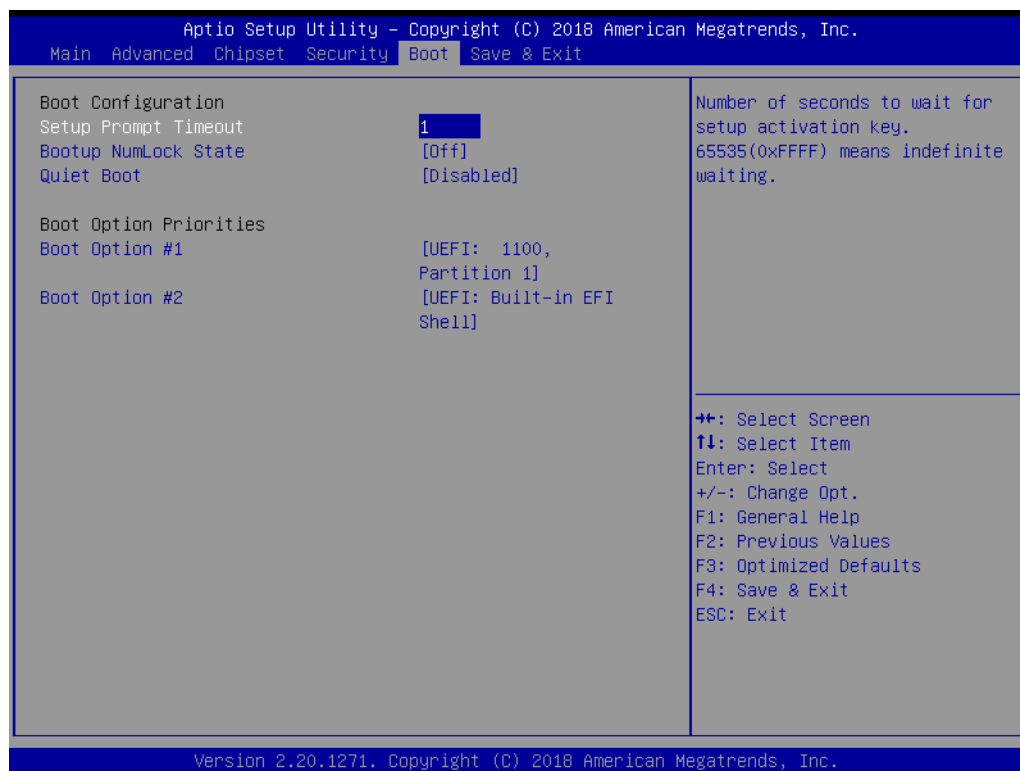 Aptio Setup Utility – Copyright (C) 2018 American Megatrends, Inc.
Main Advanced Chipset Security Boot Save & Exit
Boot Configuration
Setup Prompt Timeout 1
Bootup NumLock State [Off]
Quiet Boot [Disabled]
Boot Option Priorities
Boot Option #1 [UEFI: 1100,
Partition 1]
Boot Option #2 [UEFI: Built-in EFI
Shell]
Number of seconds to wait for
setup activation key.
65535(0xFFFF) means indefinite
waiting.
→←: Select Screen
↑↓: Select Item
Enter: Select
+/-: Change Opt.
F1: General Help
F2: Previous Values
F3: Optimized Defaults
F4: Save & Exit
ESC: Exit
Version 2.20.1271. Copyright (C) 2018 American Megatrends, Inc.